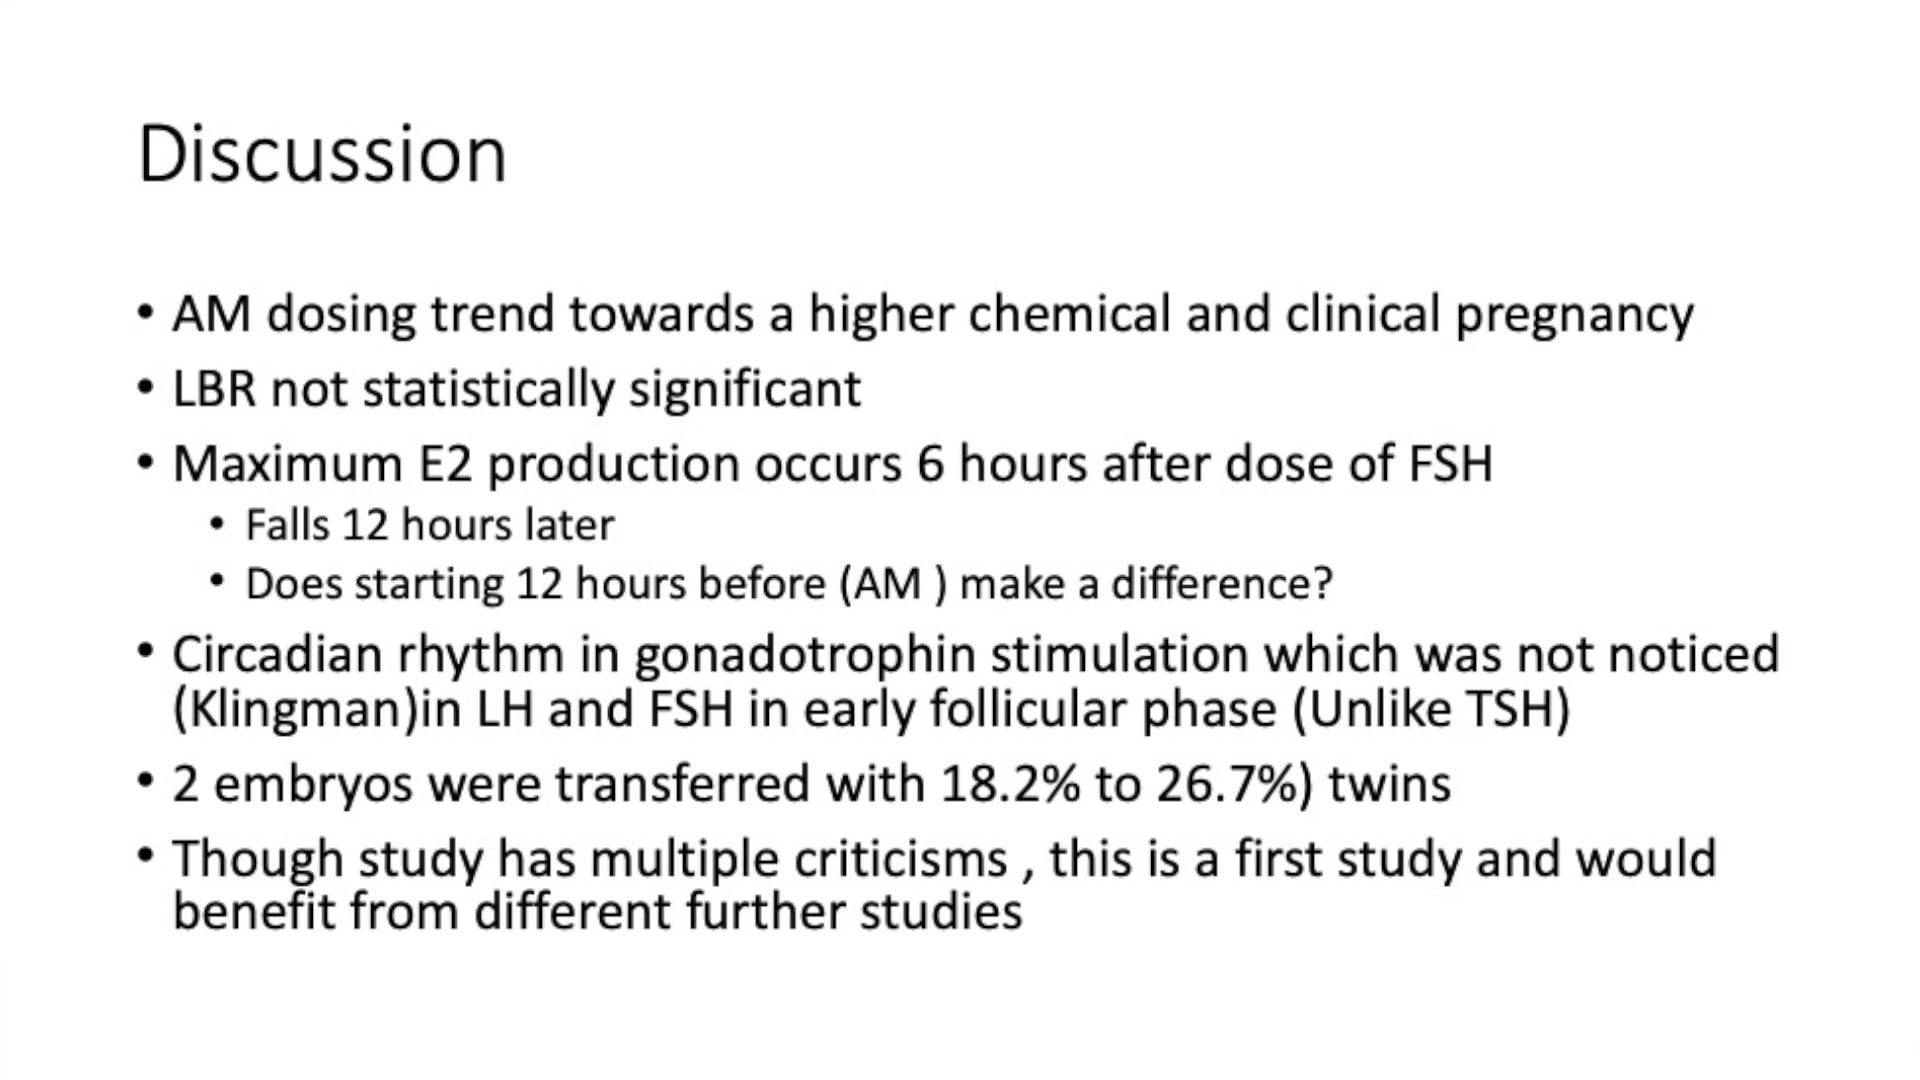 Discussion
• AM dosing trend towards a higher chemical and clinical pregnancy
• LBR not statistically significant
• Maximum E2 production occurs 6 hours after dose of FSH
• Falls 12 hours later
• Does starting 12 hours before (AM ) make a difference?
• Circadian rhythm in gonadotrophin stimulation which was not noticed
(Klingman)in LH and FSH in early follicular phase (Unlike TSH)
• 2 embryos were transferred with 18.2% to 26.7%) twins
• Though study has multiple criticisms , this is a first study and would
benefit from different further studies